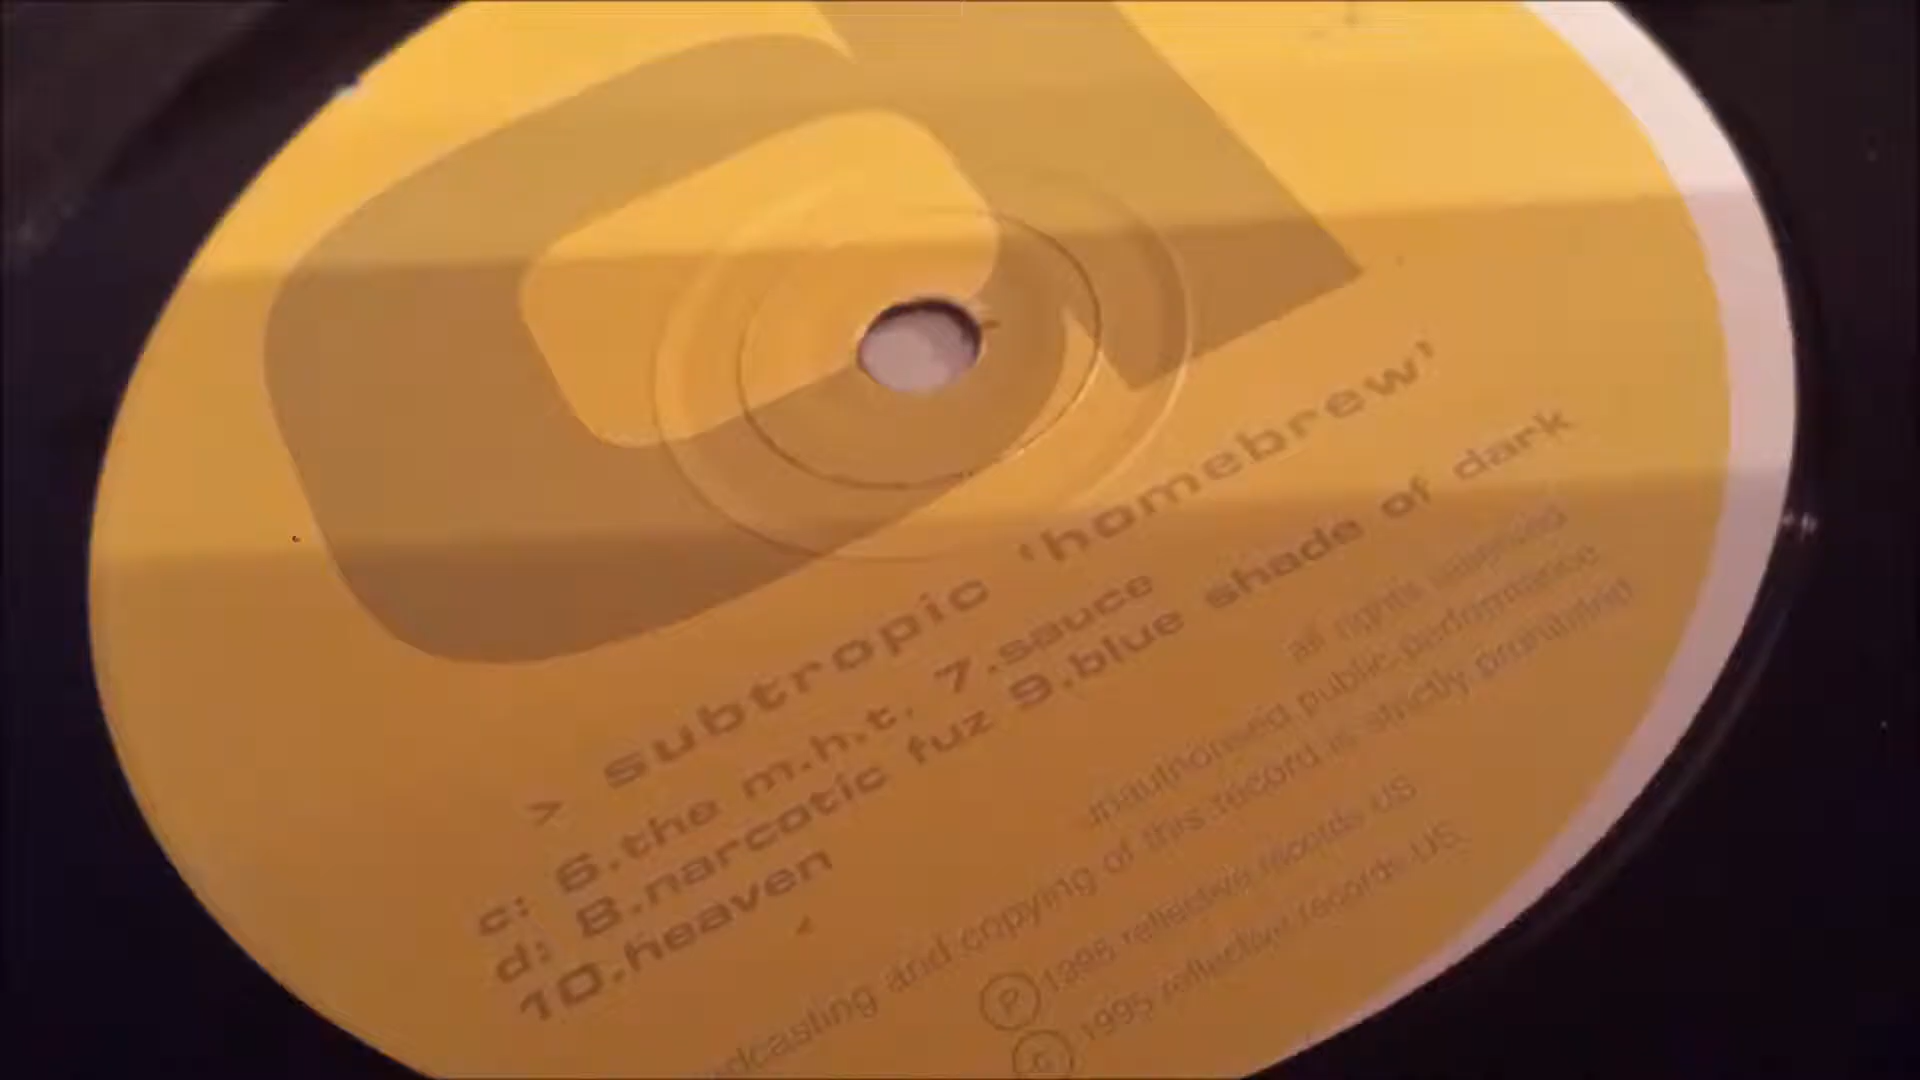 d
> subtropic 'homebrew'
c: 6.the m.h.t. 7.sauce
d: 8.narcotic fuz 9.blue shade of dark
10.heaven <
all rights reserved
unauthorised public performance
broadcasting and copying of this record is strictly prohibited
P 1995 reflective records US
C 1995 reflective records US